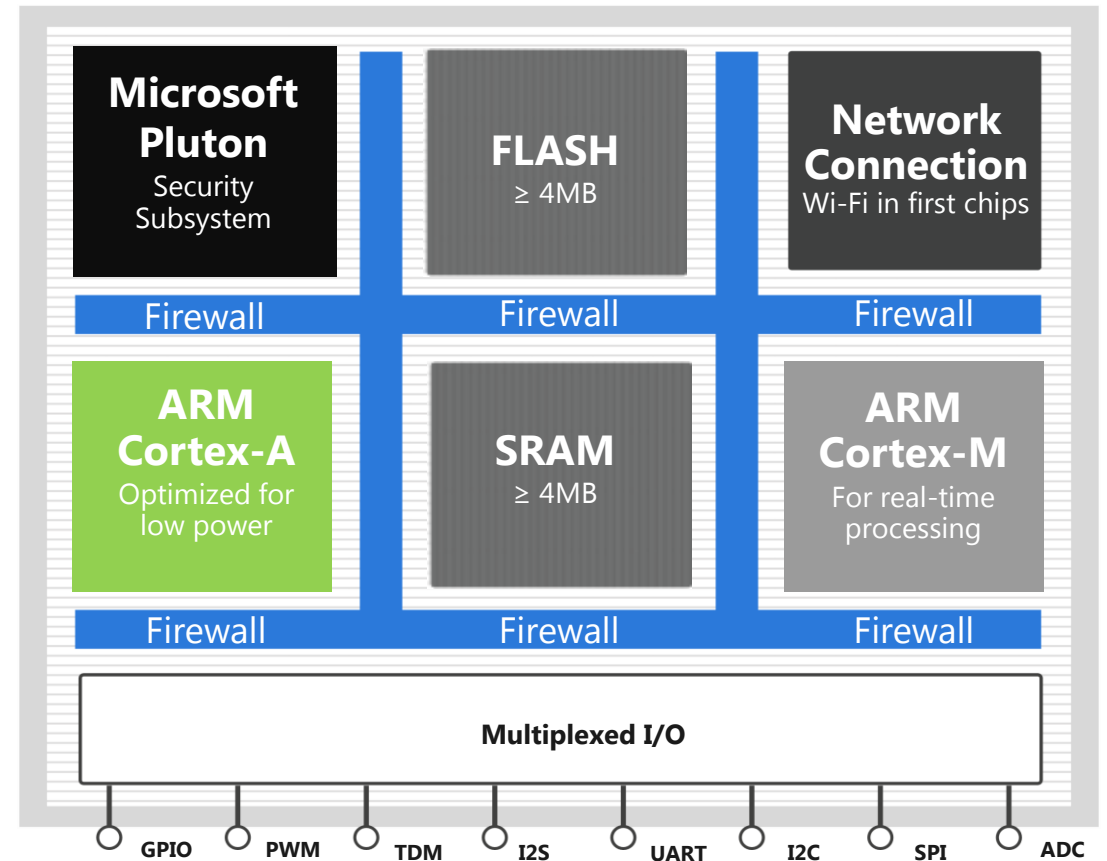 Microsoft
Pluton
Security
Subsystem
FLASH
≥ 4MB
Network
Connection
Wi-Fi in first chips
Firewall
Firewall
Firewall
ARM
Cortex-A
Optimized for
low power
SRAM
≥ 4MB
ARM
Cortex-M
For real-time
processing
Firewall
Firewall
Firewall
Multiplexed I/O
GPIO
PWM
TDM
I2S
UART
I2C
SPI
ADC